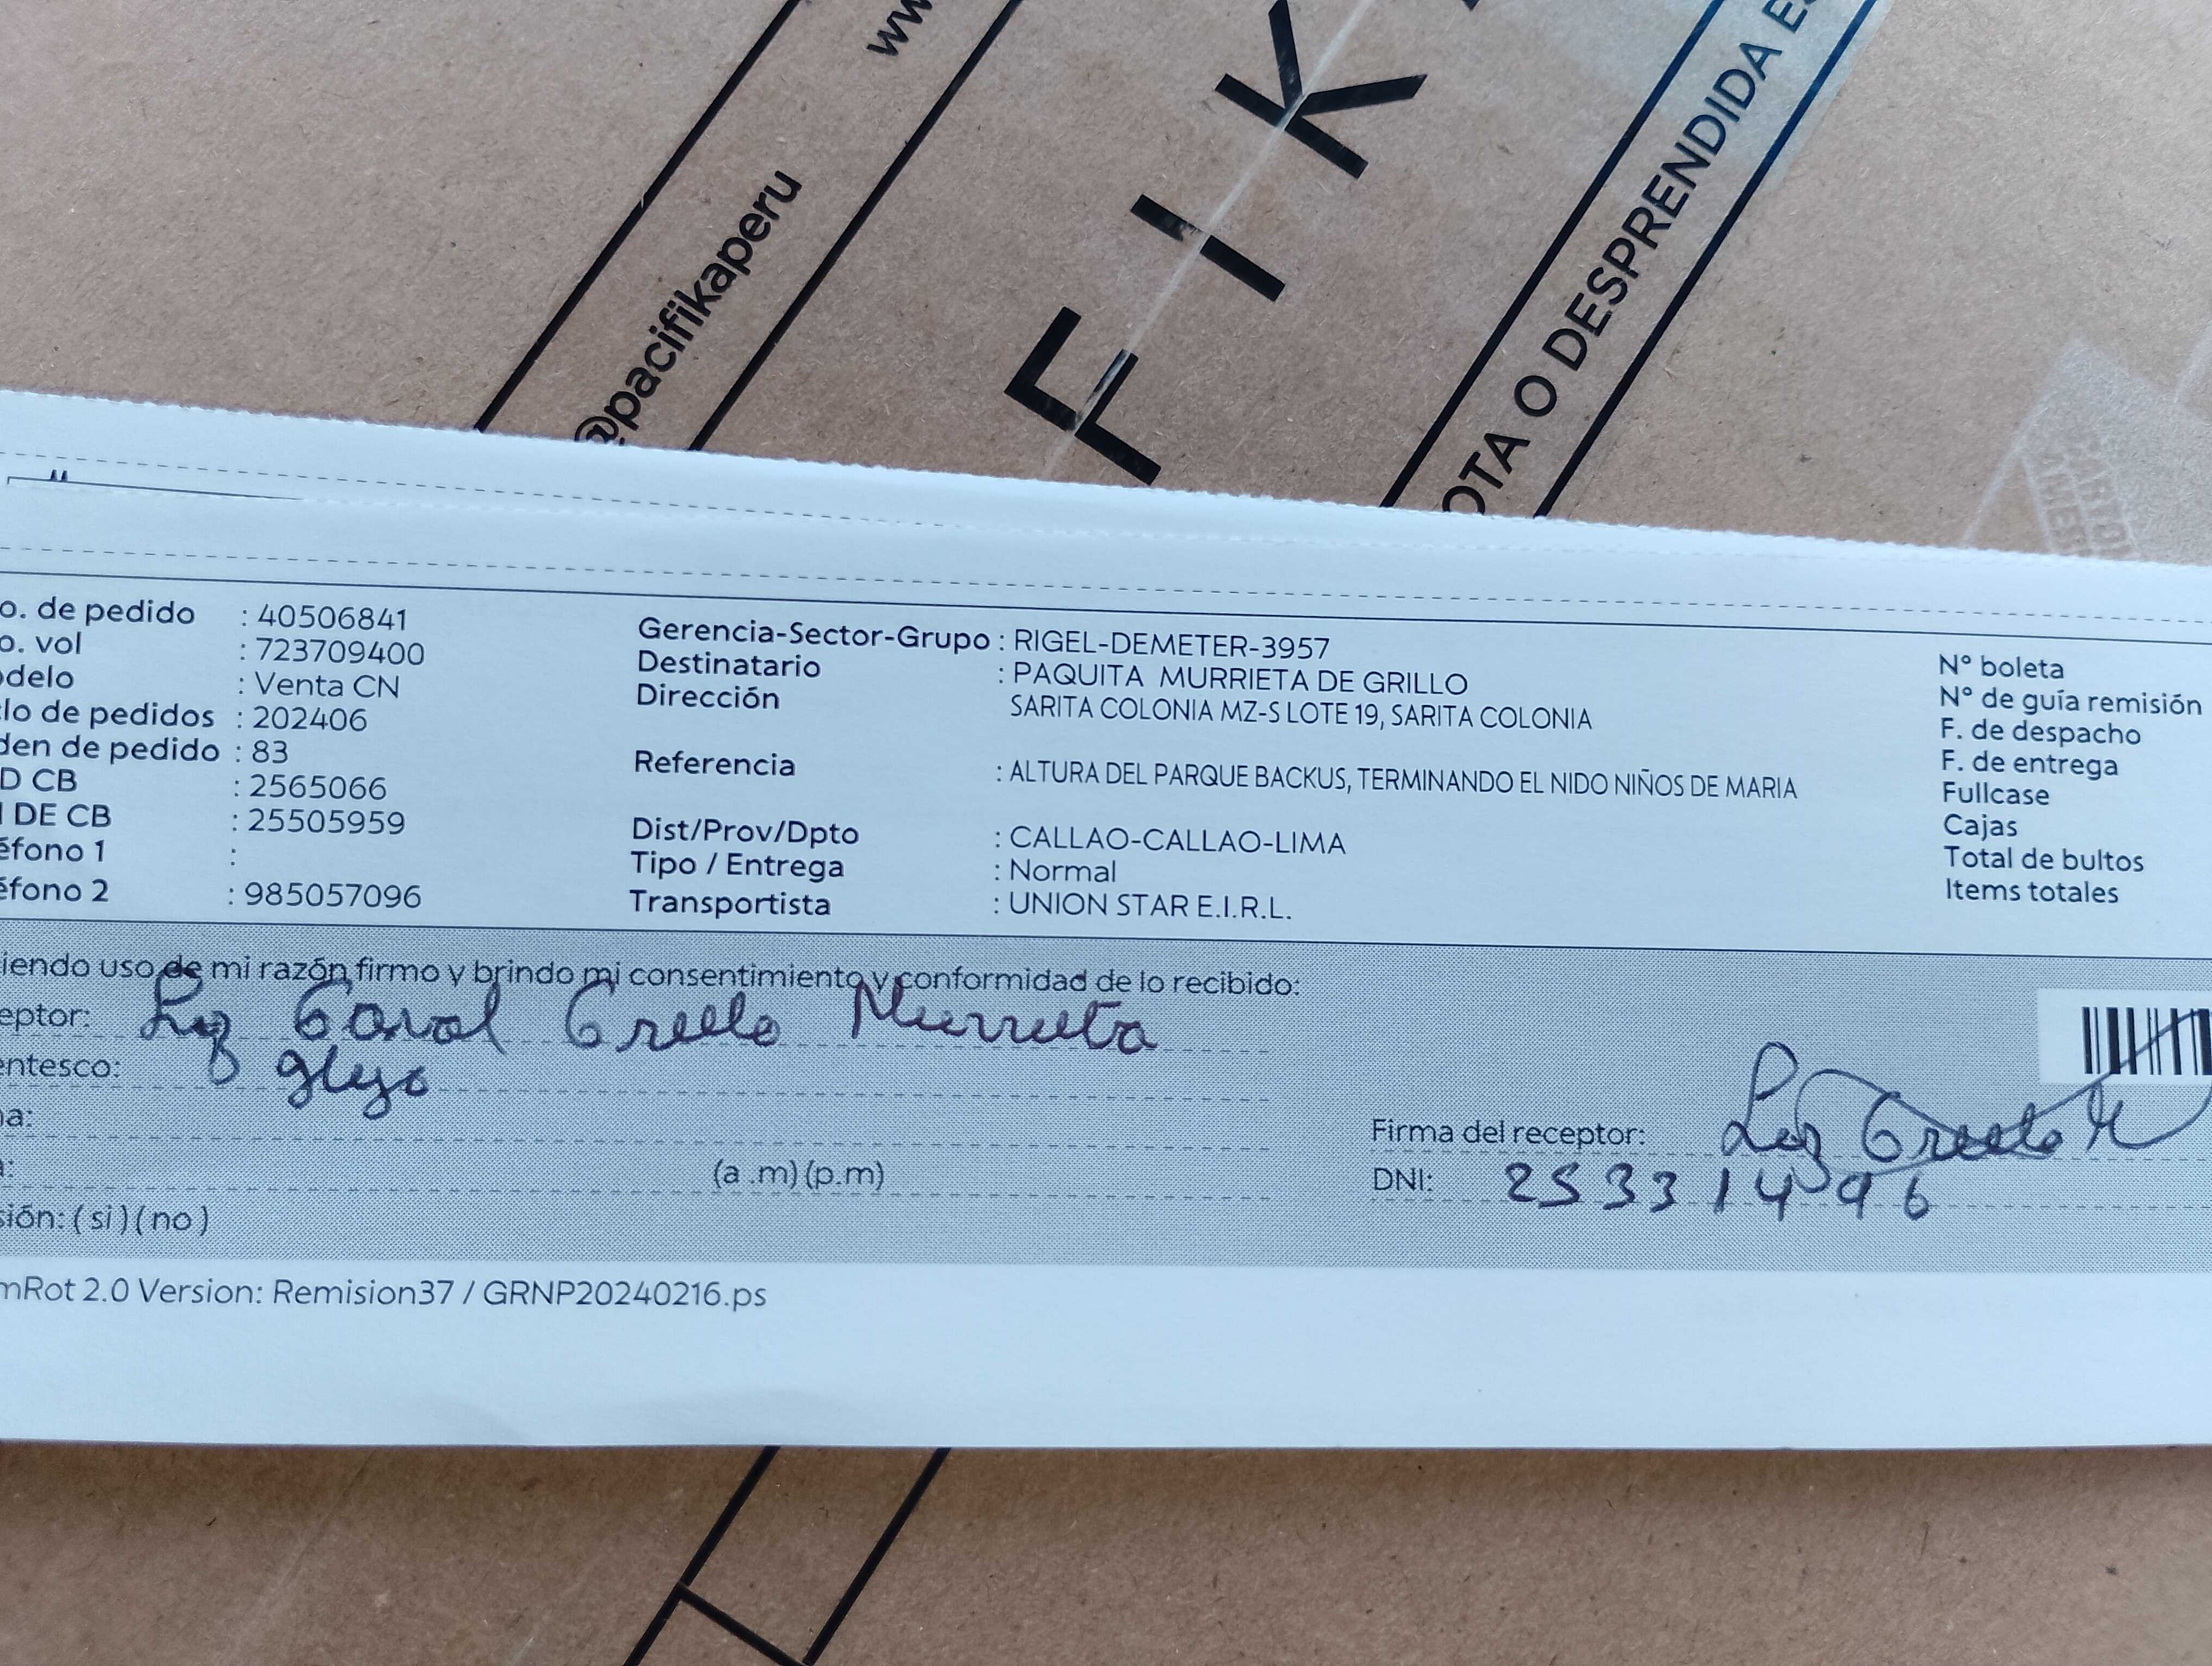 @pacifikaperu
F I K
OTA O DESPRENDIDA ES
o. de pedido : 40506841
o. vol : 723709400
delo : Venta CN
lo de pedidos : 202406
den de pedido : 83
D CB : 2565066
DE CB : 25505959
éfono 1 :
éfono 2 : 985057096
Gerencia-Sector-Grupo : RIGEL-DEMETER-3957
Destinatario : PAQUITA MURRIETA DE GRILLO
Dirección SARITA COLONIA MZ-S LOTE 19, SARITA COLONIA
Referencia : ALTURA DEL PARQUE BACKUS, TERMINANDO EL NIDO NIÑOS DE MARIA
Dist/Prov/Dpto : CALLAO-CALLAO-LIMA
Tipo / Entrega : Normal
Transportista : UNION STAR E.I.R.L.
N° boleta
N° de guía remisión
F. de despacho
F. de entrega
Fullcase
Cajas
Total de bultos
Items totales
iendo uso de mi razón firmo y brindo mi consentimiento y conformidad de lo recibido:
eptor: Luz Grillo Murrieta
entesco:
a:
(a .m) (p.m)
sión: ( si ) ( no )
Firma del receptor: Luz Grillo M
DNI: 25331496
mRot 2.0 Version: Remision37 / GRNP20240216.ps